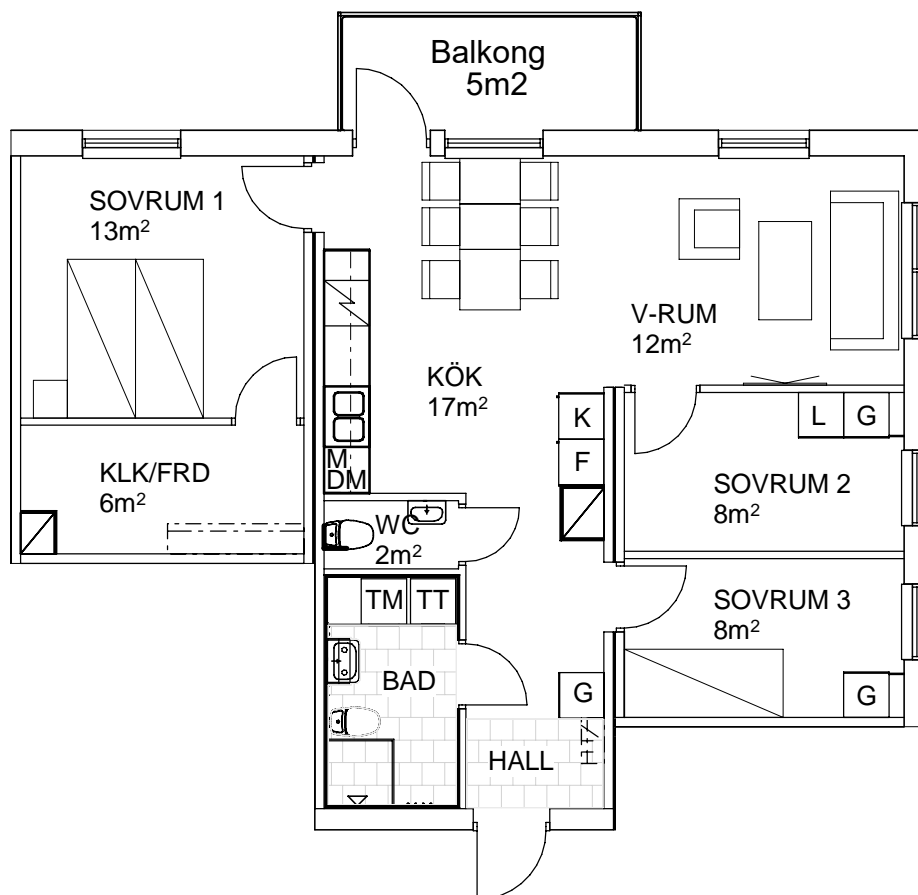 Balkong
5m2
SOVRUM 1
13m²
V-RUM
12m²
KÖK
17m²
K
F
L G
M
DM
KLK/FRD
6m²
SOVRUM 2
8m²
WC
2m²
TM TT
SOVRUM 3
8m²
BAD
G
G
HALL